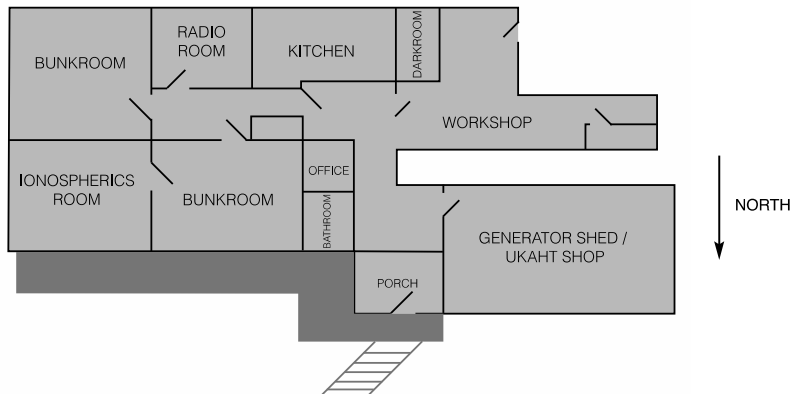 RADIO
ROOM
BUNKROOM
KITCHEN
DARKROOM
WORKSHOP
IONOSPHERICS
ROOM
BUNKROOM
OFFICE
BATHROOM
NORTH
GENERATOR SHED /
UKAHT SHOP
PORCH